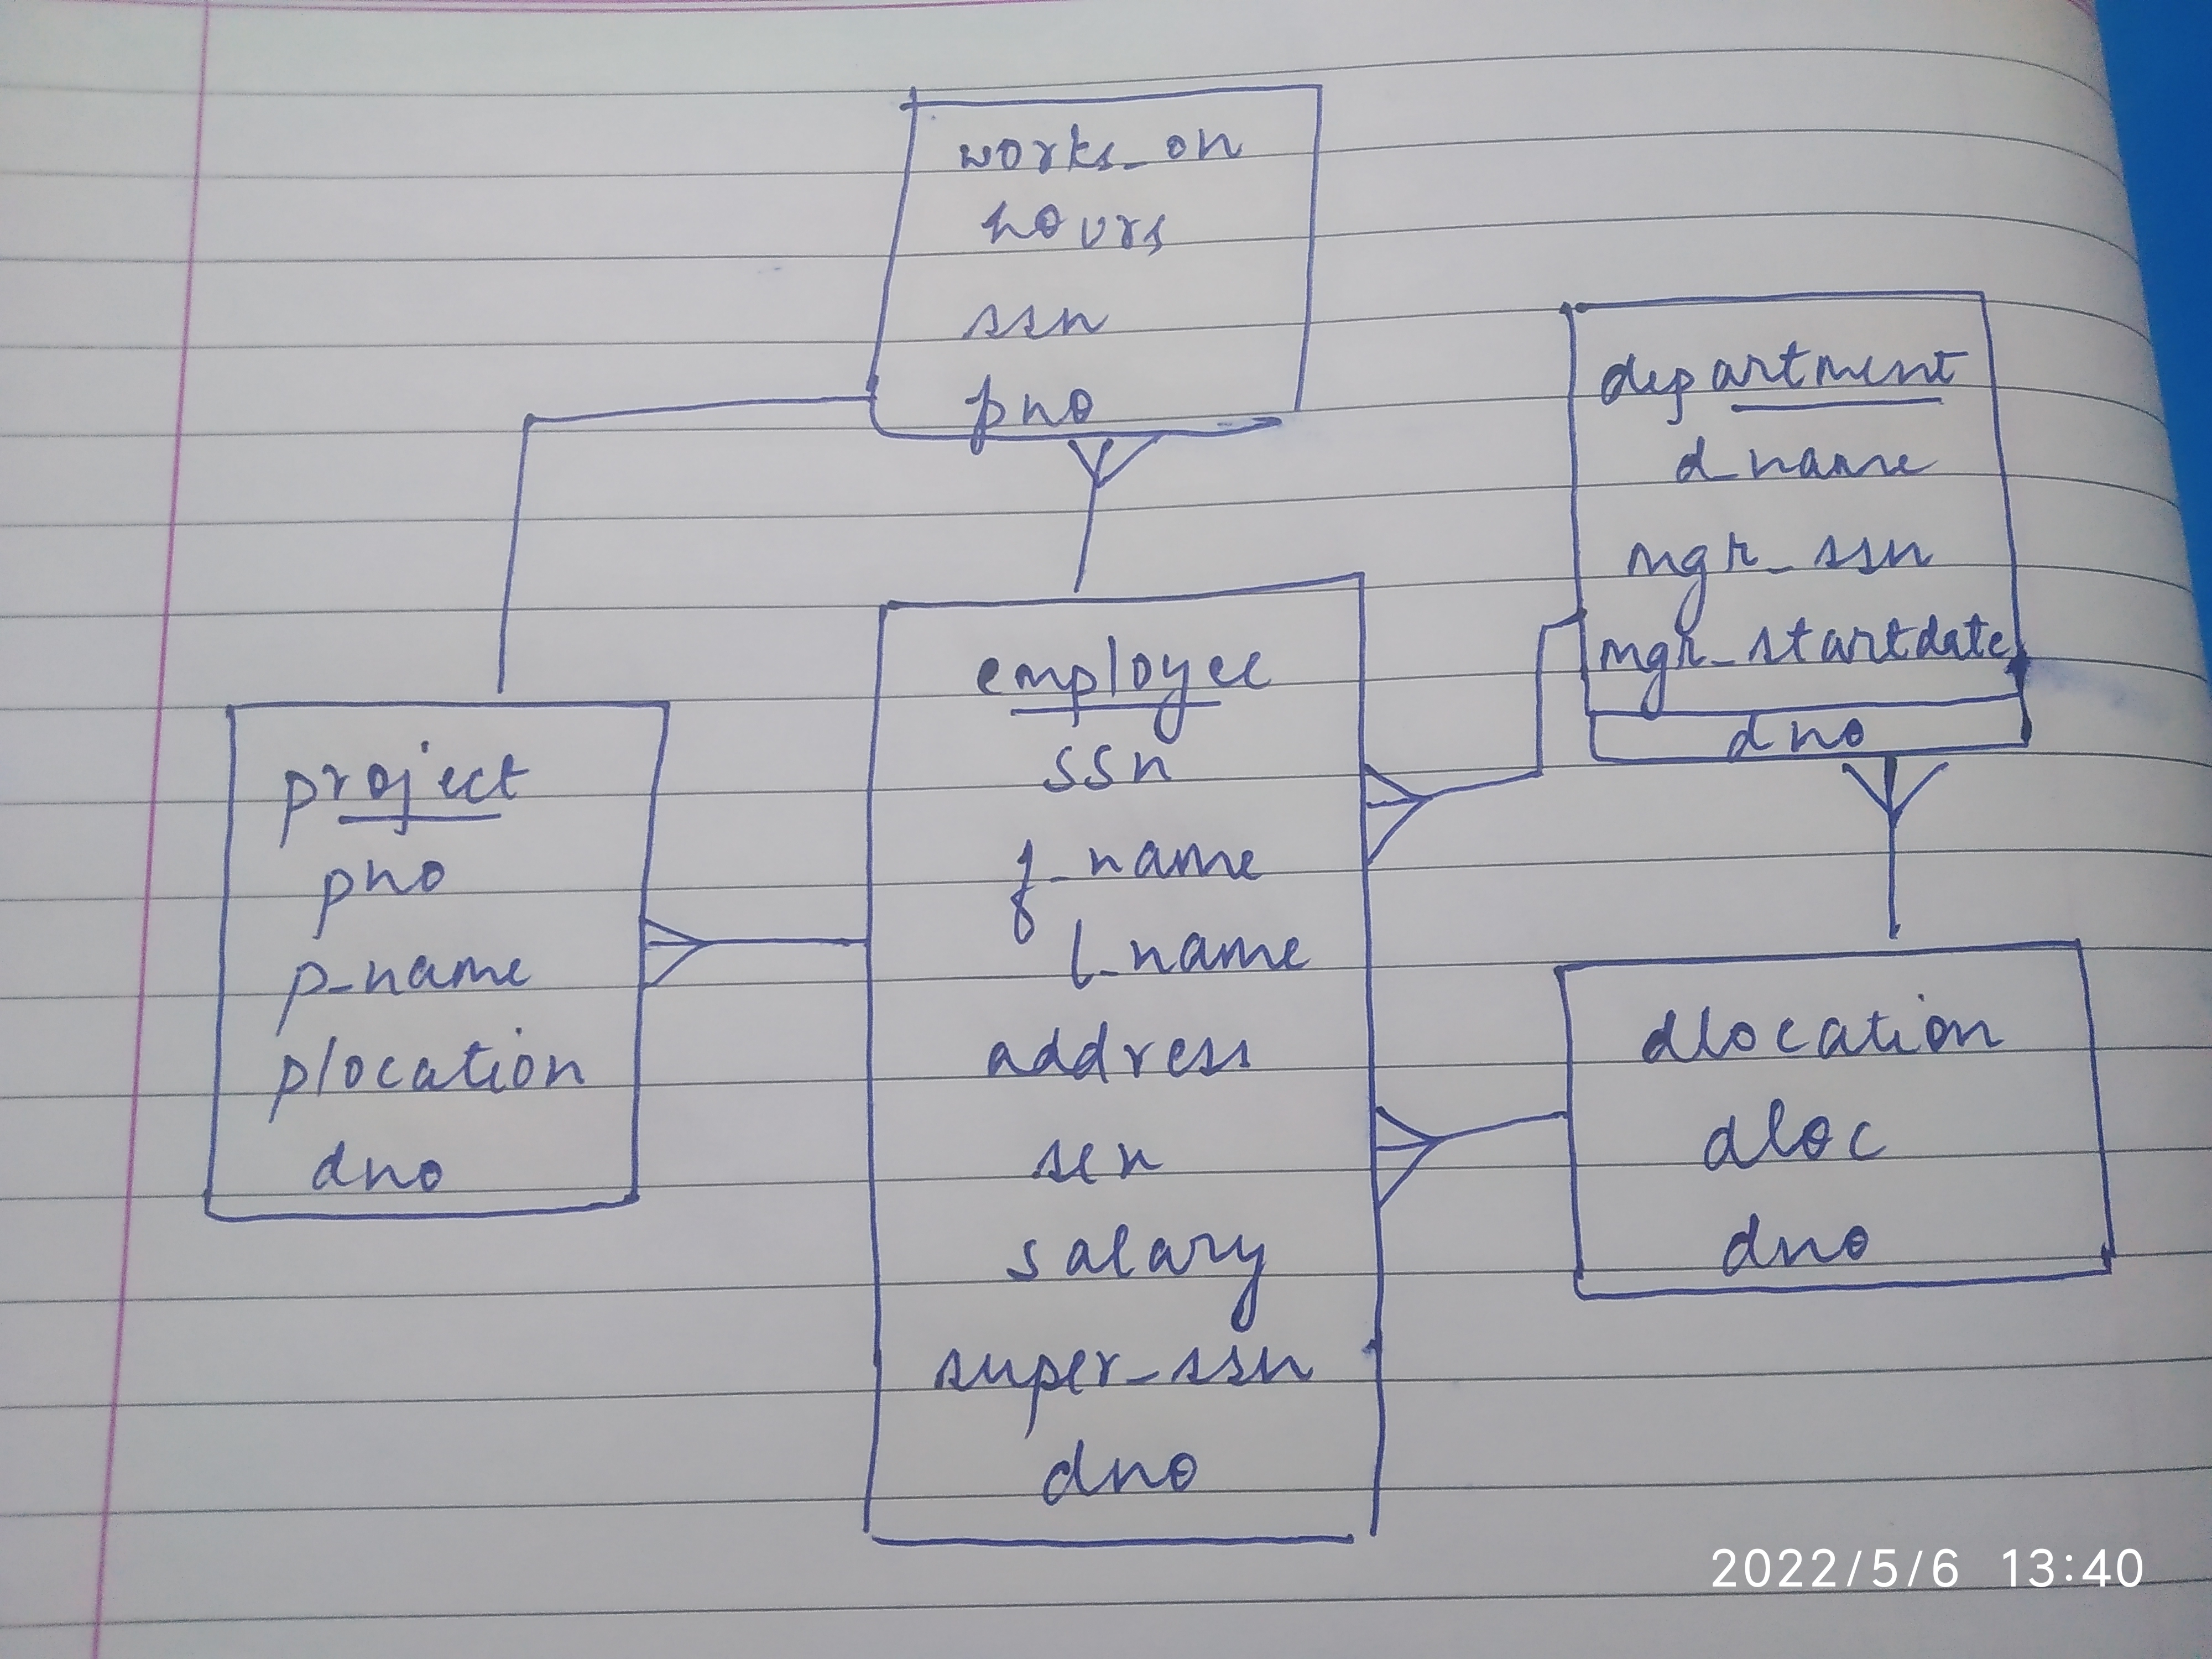 works_on
hours
ssn
pno
department
d_name
mgr_ssn
mgr_startdate
dno
employee
ssn
f_name
l_name
address
sex
salary
super_ssn
dno
project
pno
p_name
plocation
dno
dlocation
dloc
dno
2022/5/6 13:40